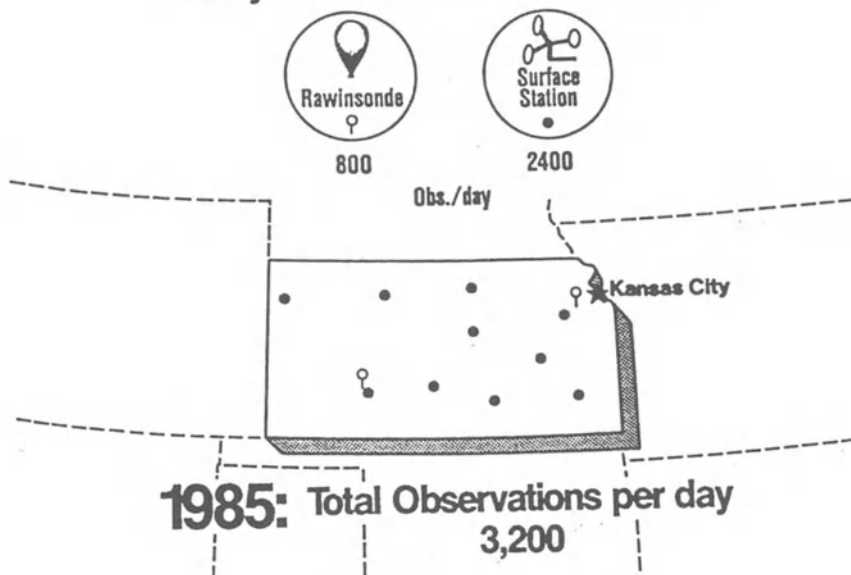 Rawinsonde
Surface
Station
800
2400
Obs./day
Kansas City
1985: Total Observations per day
3,200